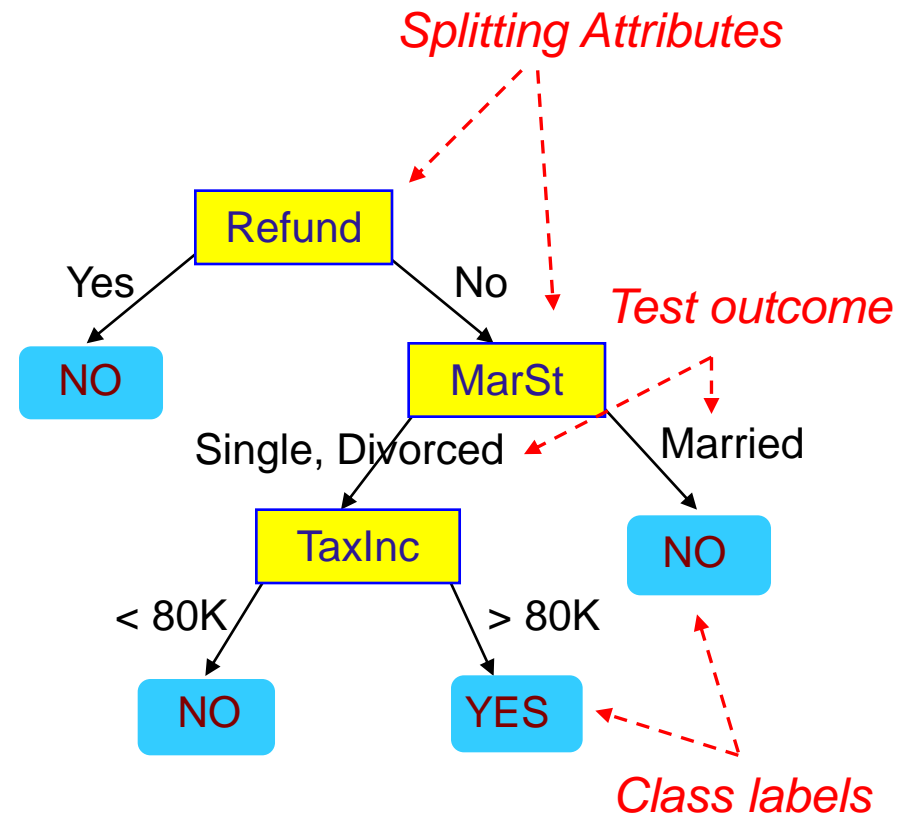 Splitting Attributes
Refund
Yes
No
Test outcome
NO
MarSt
Single, Divorced
Married
TaxInc
NO
< 80K
> 80K
NO
YES
Class labels